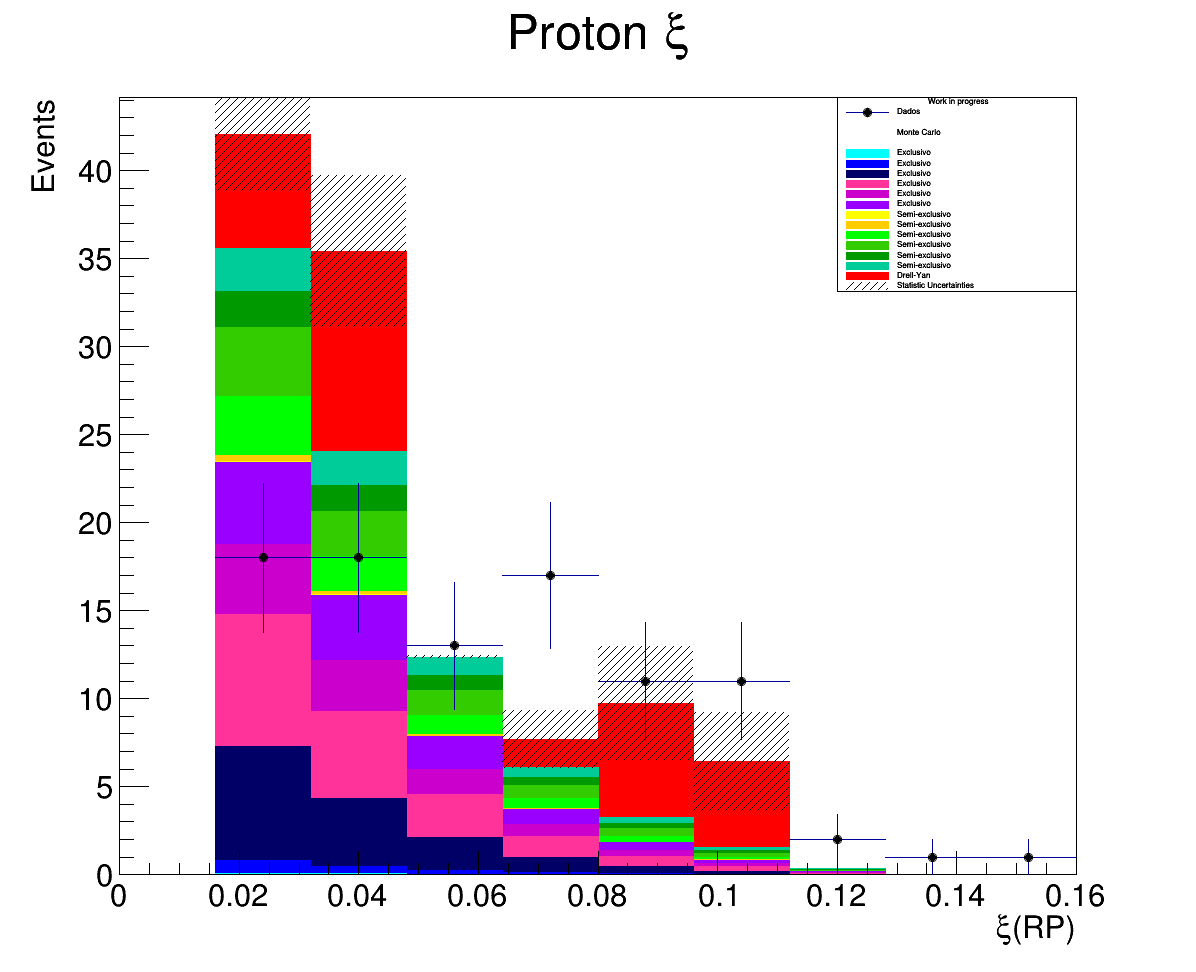 Proton ξ
Events
Work in progress
Dados
Monte Carlo
Exclusivo
Exclusivo
Exclusivo
Exclusivo
Exclusivo
Exclusivo
Semi-exclusivo
Semi-exclusivo
Semi-exclusivo
Semi-exclusivo
Semi-exclusivo
Semi-exclusivo
Drell-Yan
Statistic Uncertainties
40
35
30
25
20
15
10
5
0
0 0.02 0.04 0.06 0.08 0.1 0.12 0.14 0.16
ξ(RP)